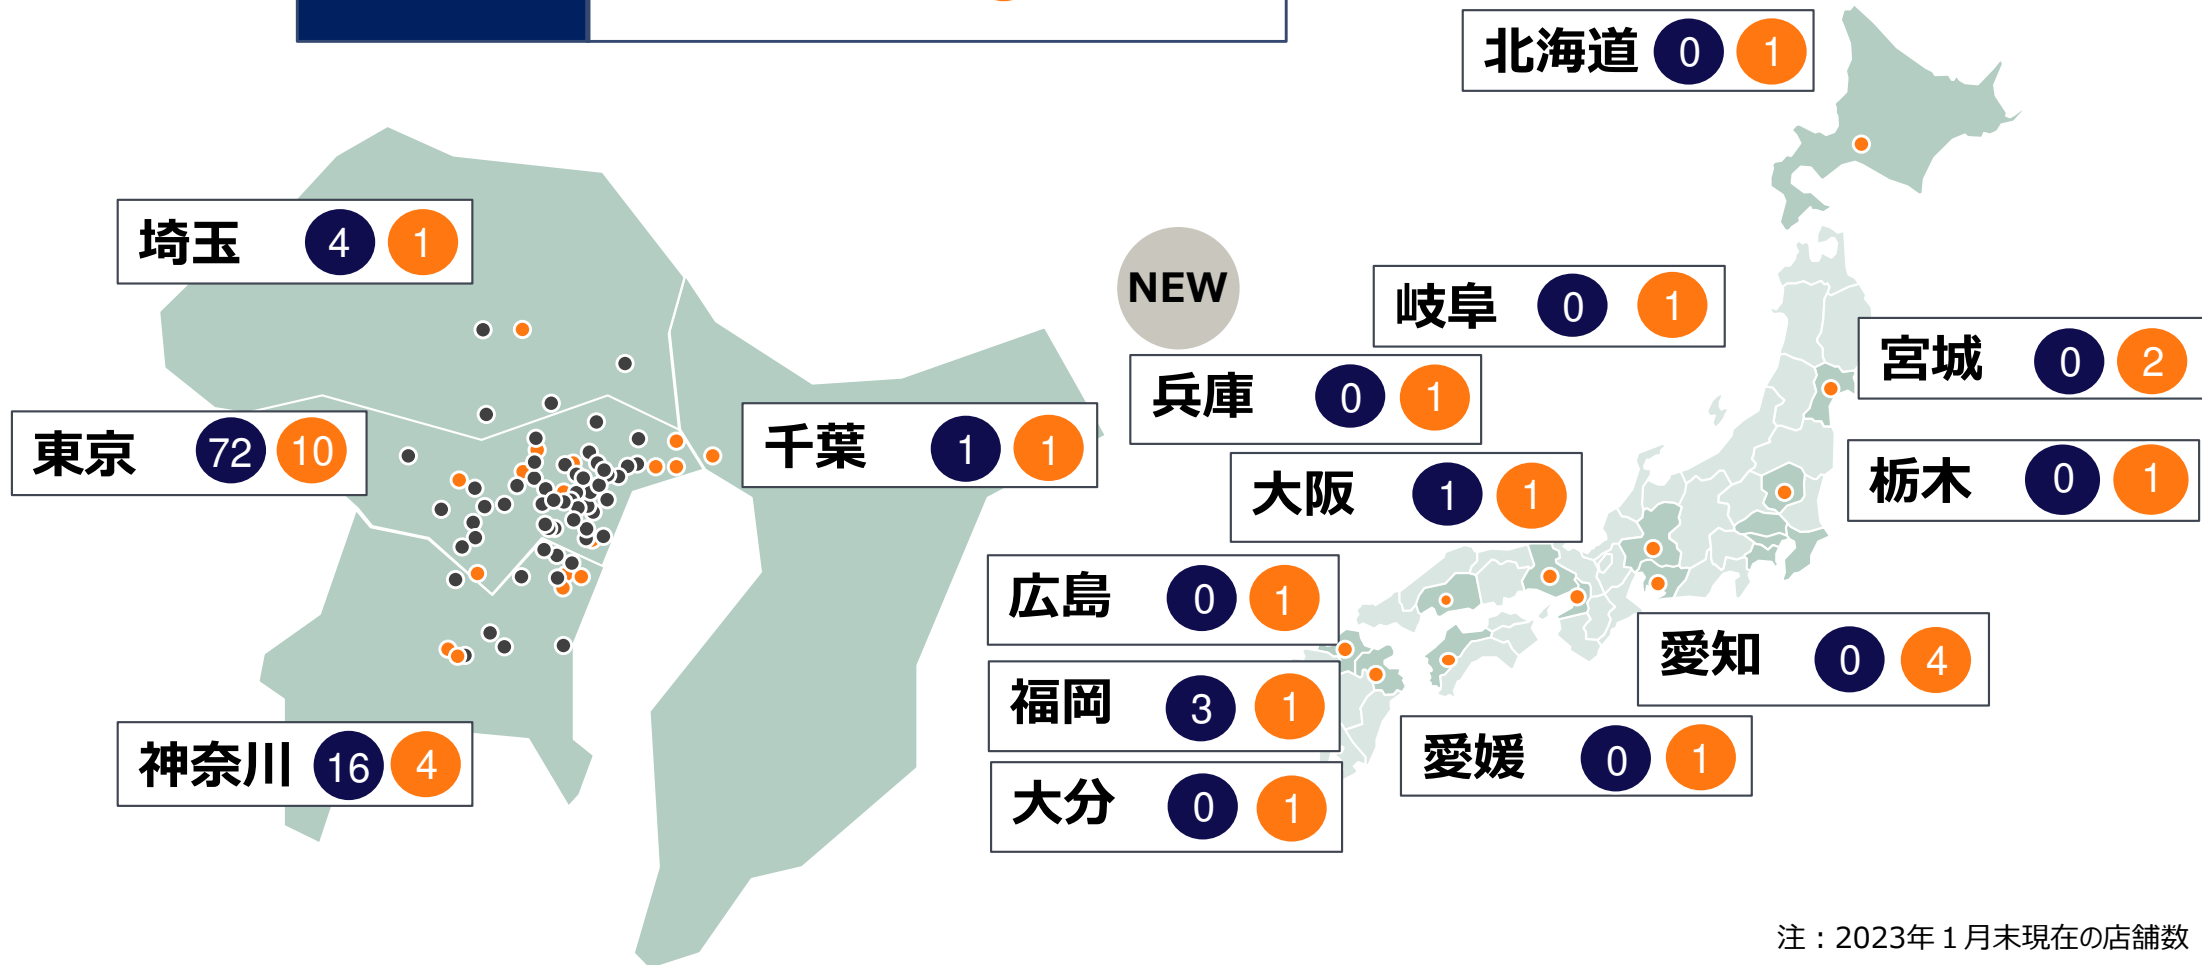 北海道 0 1
埼玉 4 1
NEW
岐阜 0 1
宮城 0 2
兵庫 0 1
東京 72 10
千葉 1 1
栃木 0 1
大阪 1 1
広島 0 1
愛知 0 4
福岡 3 1
神奈川 16 4
愛媛 0 1
大分 0 1
注：2023年１月末現在の店舗数